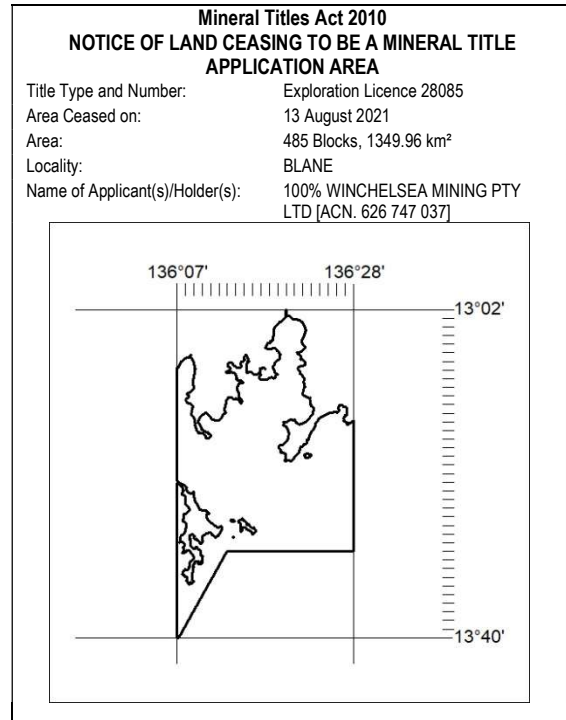 Mineral Titles Act 2010
NOTICE OF LAND CEASING TO BE A MINERAL TITLE
APPLICATION AREA
Title Type and Number: Exploration Licence 28085
Area Ceased on: 13 August 2021
Area: 485 Blocks, 1349.96 km²
Locality: BLANE
Name of Applicant(s)/Holder(s): 100% WINCHELSEA MINING PTY
LTD [ACN. 626 747 037]
136°07' 136°28'
13°02'
13°40'